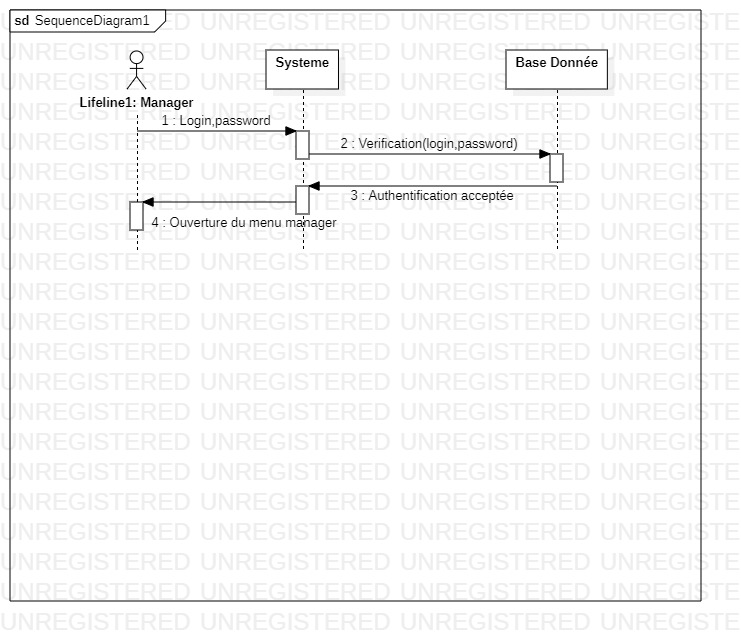 sd SequenceDiagram1
Systeme
Base Donnée
Lifeline1: Manager
1 : Login,password
2 : Verification(login,password)
3 : Authentification acceptée
4 : Ouverture du menu manager
UNREGISTERED